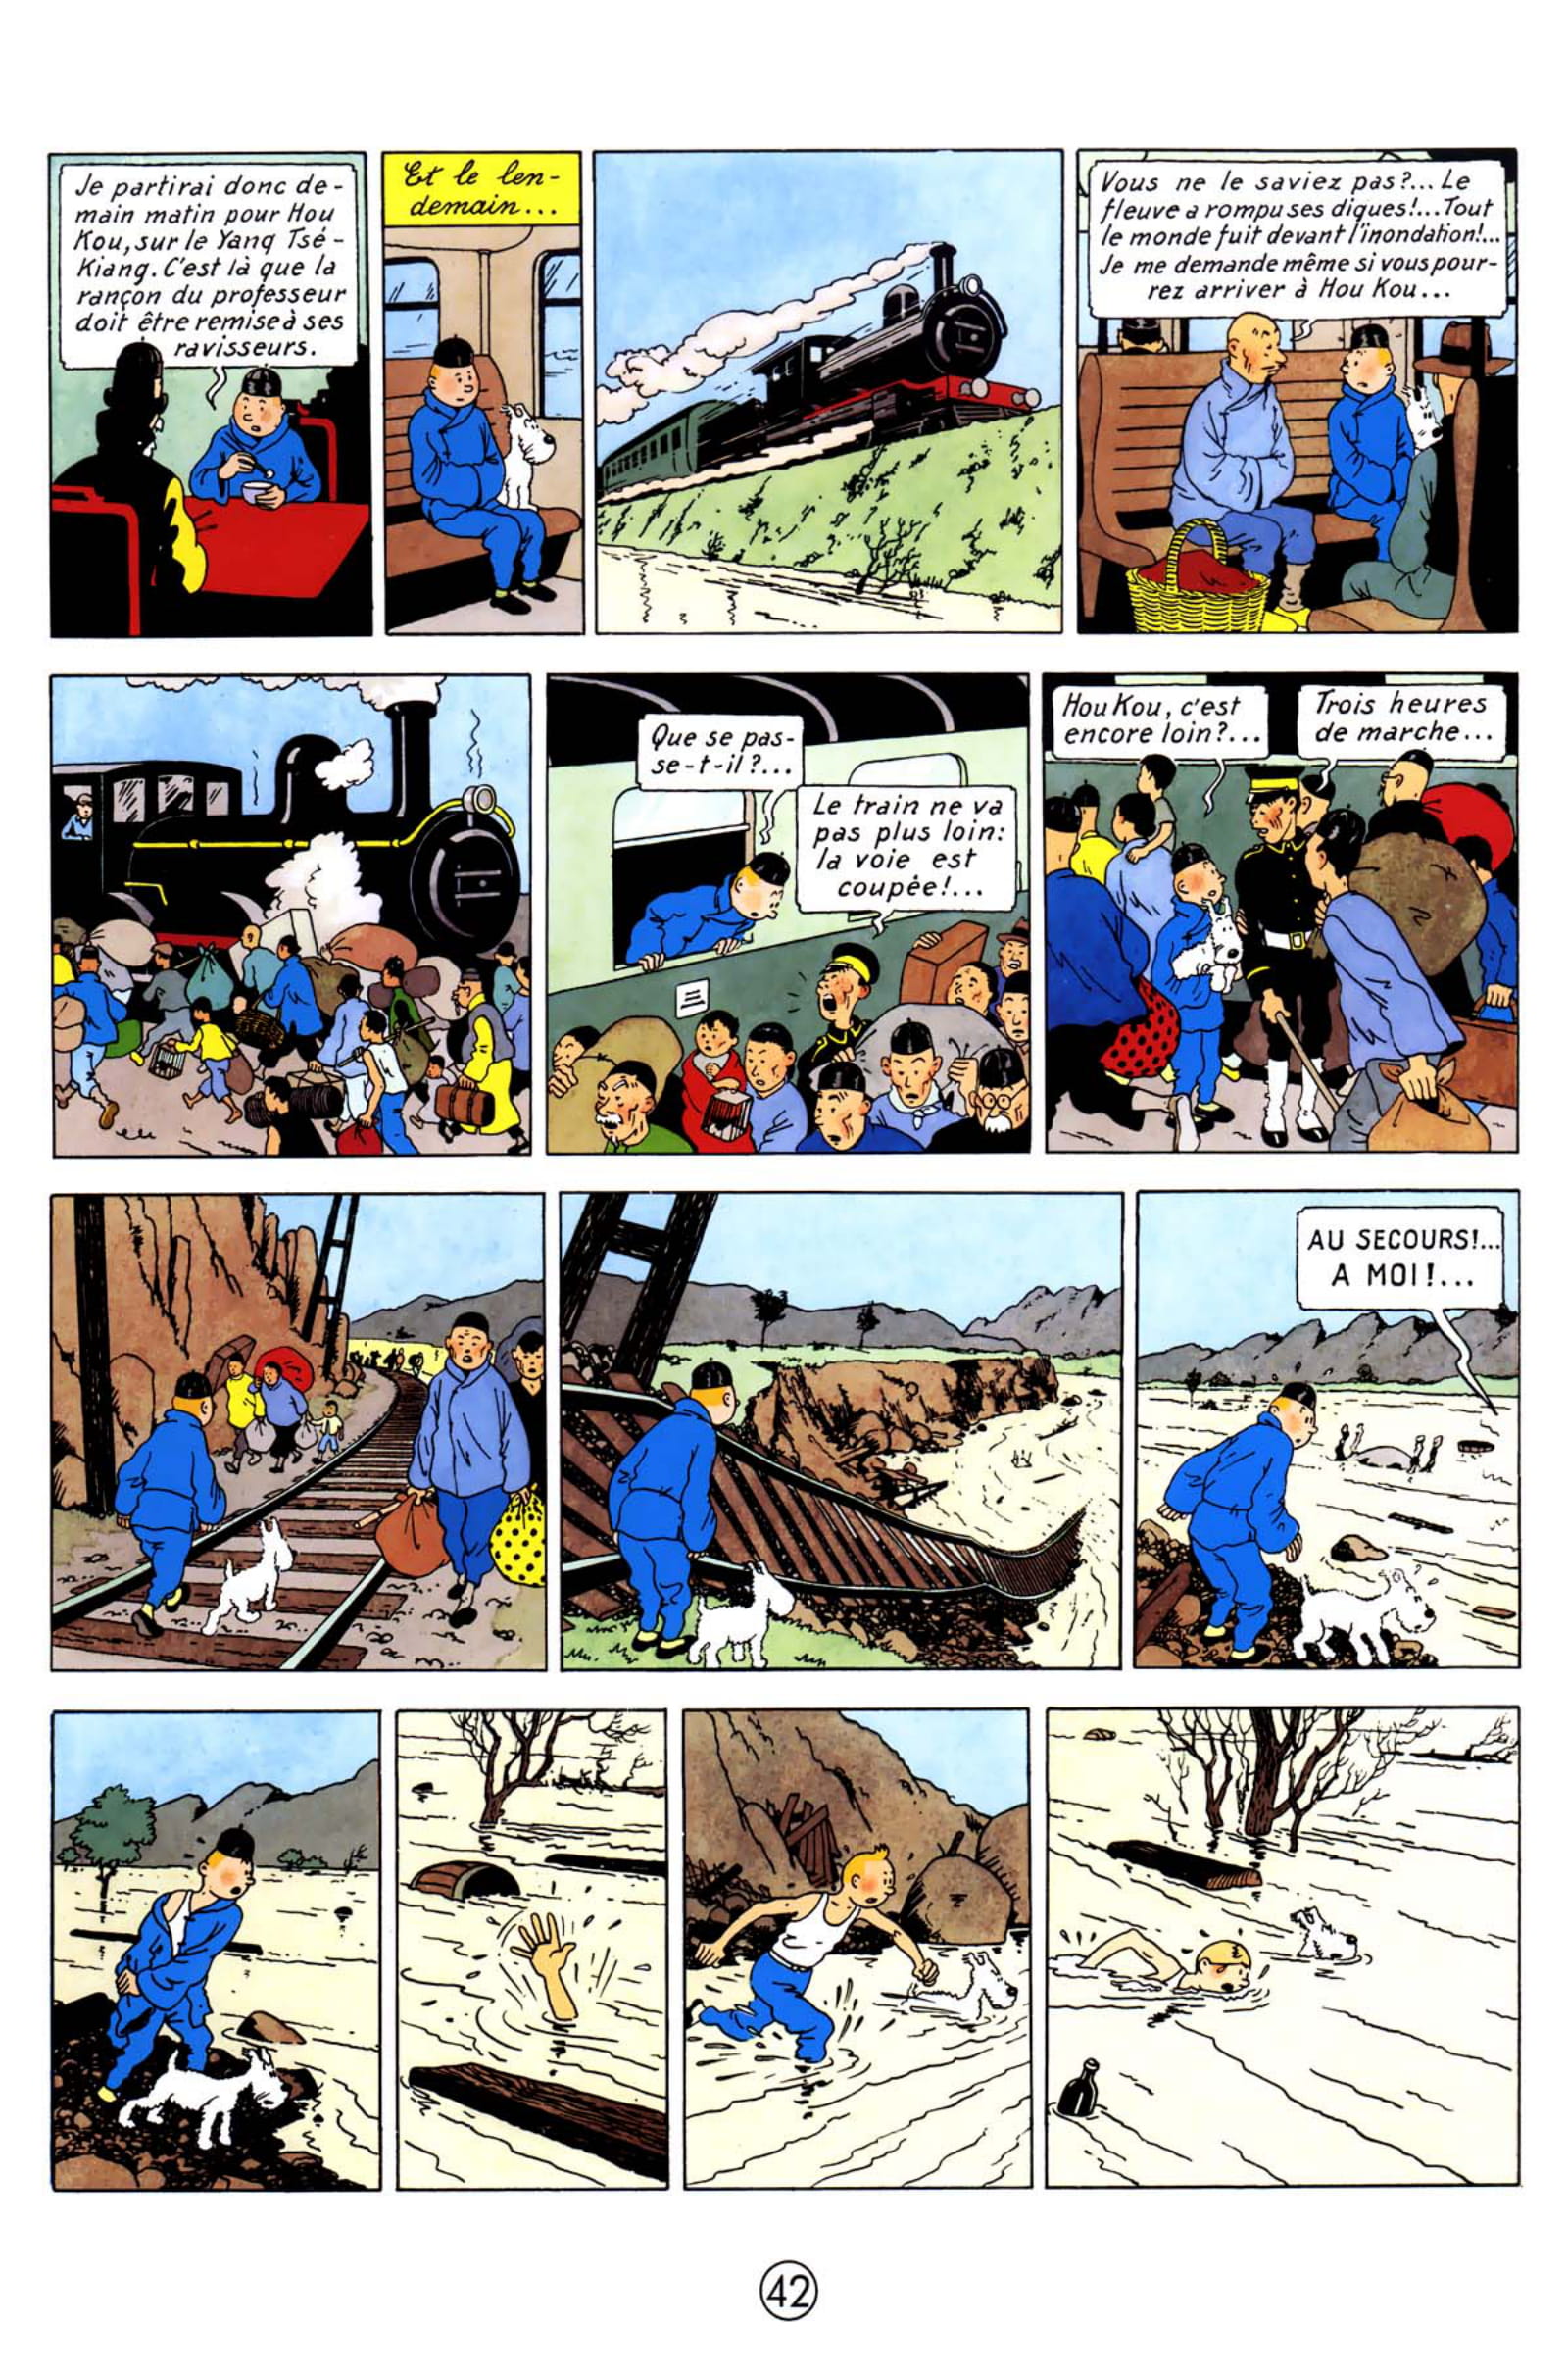 Je partirai donc de-
main matin pour Hou
Kou, sur le Yang Tsé-
Kiang. C'est là que la
rançon du professeur
doit être remise à ses
ravisseurs.
Et le len-
demain...
Vous ne le saviez pas?... Le
fleuve a rompu ses digues!... Tout
le monde fuit devant l'inondation!...
Je me demande même si vous pour-
rez arriver à Hou Kou...
Que se pas-
se-t-il?...
Le train ne va
pas plus loin:
la voie est
coupée!...
三
Hou Kou, c'est
encore loin?...
Trois heures
de marche...
AU SECOURS!...
A MOI!...
42